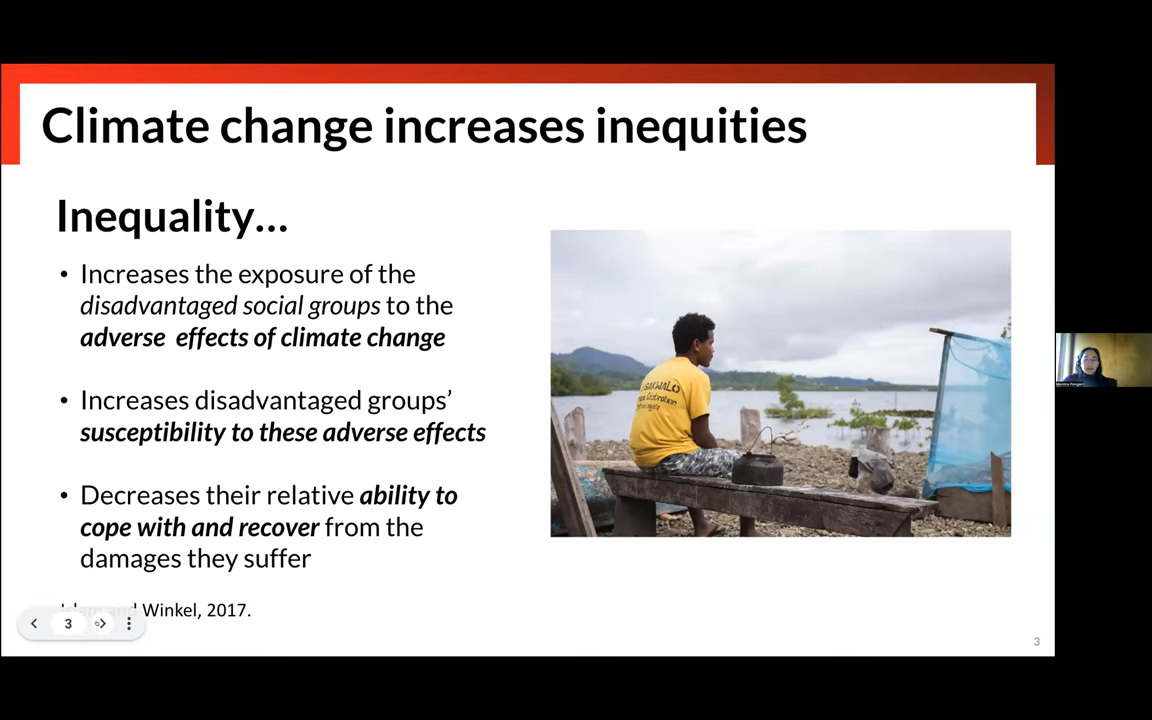 Climate change increases inequities
Inequality...
• Increases the exposure of the
disadvantaged social groups to the
adverse effects of climate change
• Increases disadvantaged groups’
susceptibility to these adverse effects
• Decreases their relative ability to
cope with and recover from the
damages they suffer
and Winkel, 2017.
3
3